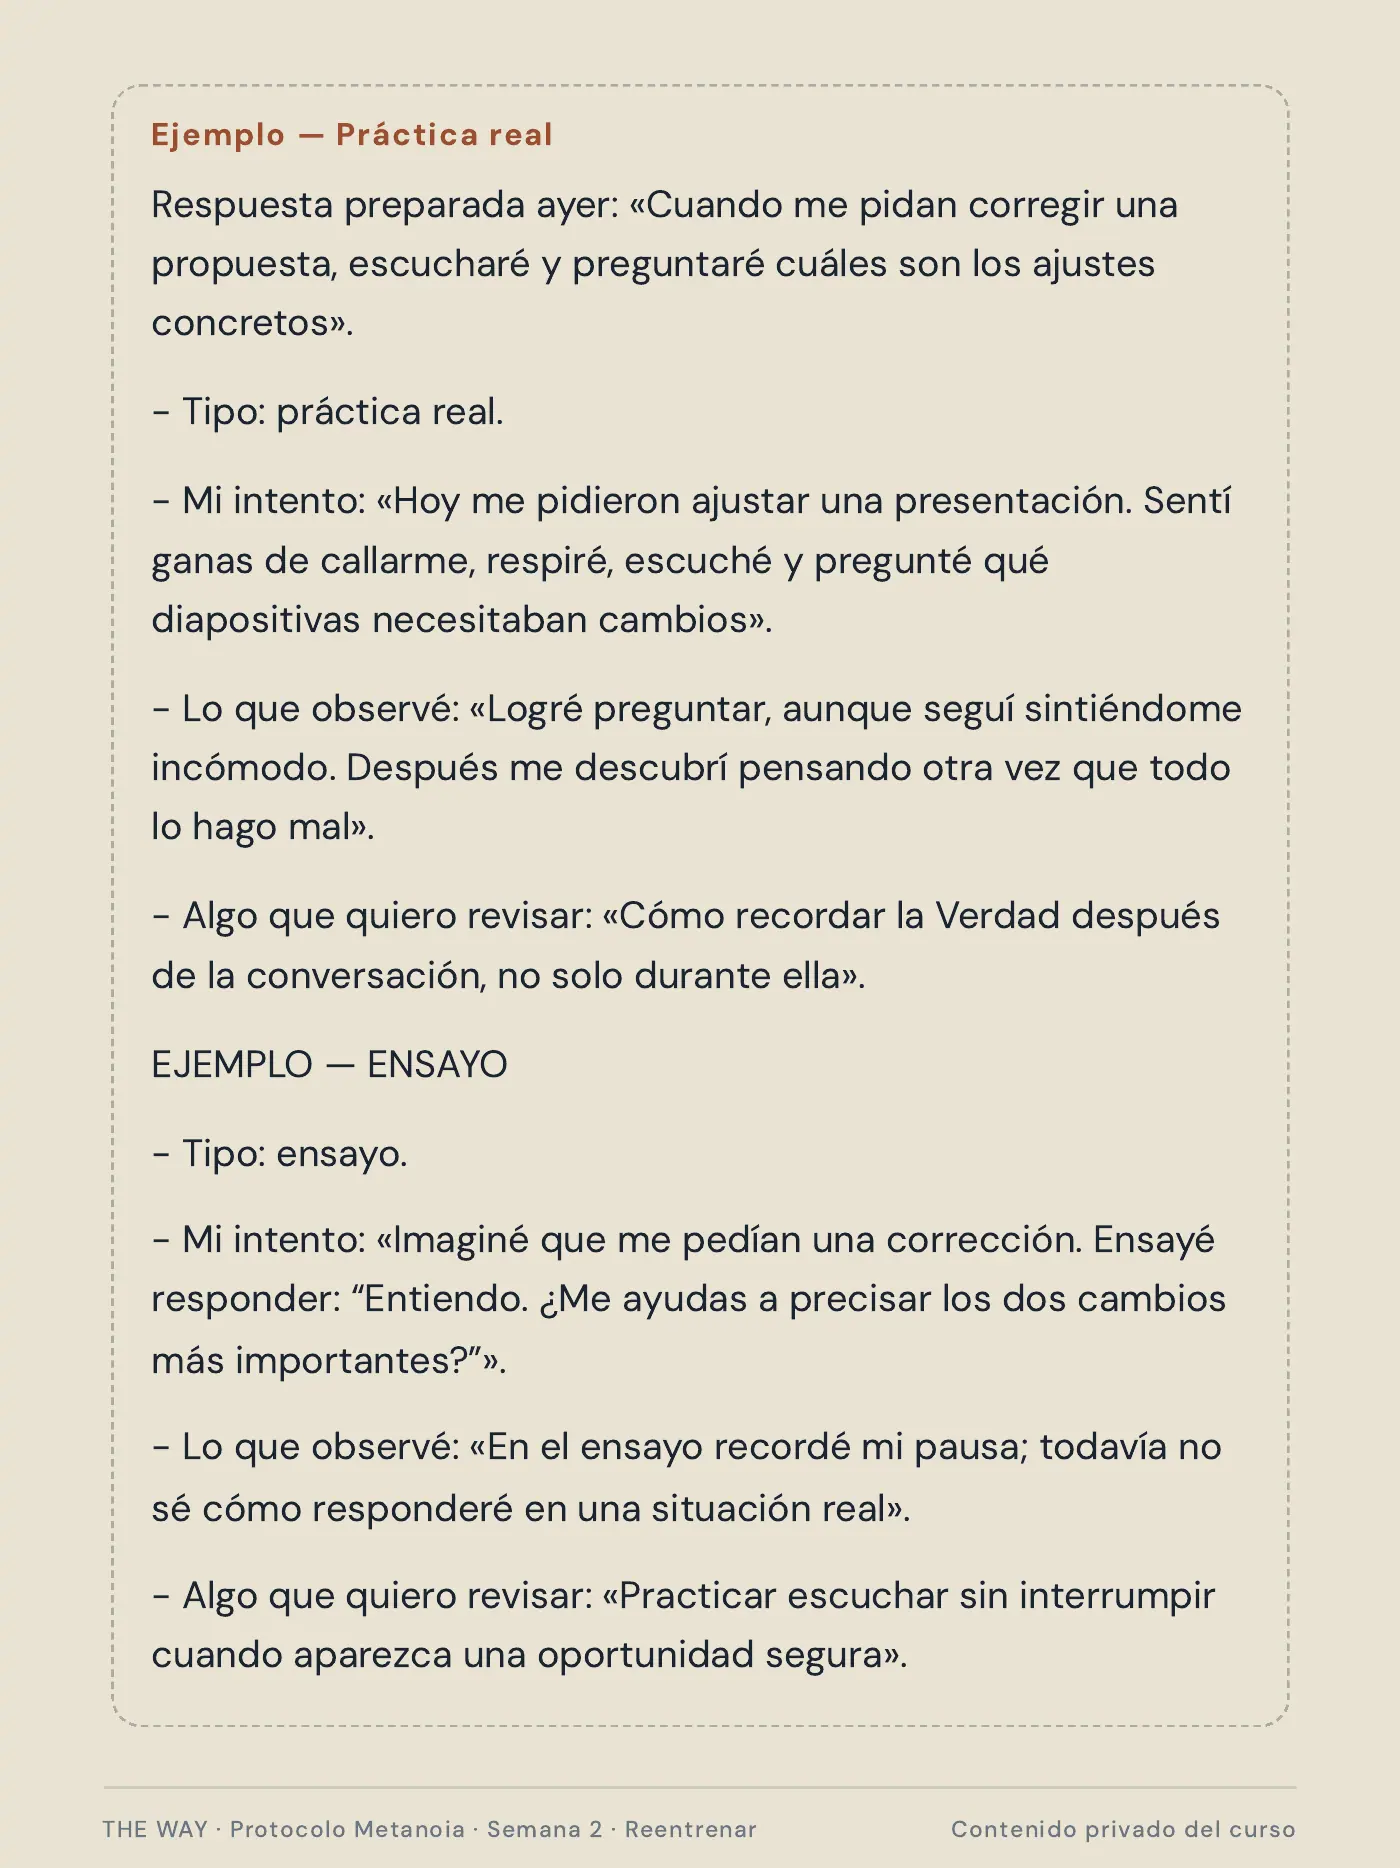 Ejemplo — Práctica real
Respuesta preparada ayer: «Cuando me pidan corregir una
propuesta, escucharé y preguntaré cuáles son los ajustes
concretos».
- Tipo: práctica real.
- Mi intento: «Hoy me pidieron ajustar una presentación. Sentí
ganas de callarme, respiré, escuché y pregunté qué
diapositivas necesitaban cambios».
- Lo que observé: «Logré preguntar, aunque seguí sintiéndome
incómodo. Después me descubrí pensando otra vez que todo
lo hago mal».
- Algo que quiero revisar: «Cómo recordar la Verdad después
de la conversación, no solo durante ella».
EJEMPLO — ENSAYO
- Tipo: ensayo.
- Mi intento: «Imaginé que me pedían una corrección. Ensayé
responder: “Entiendo. ¿Me ayudas a precisar los dos cambios
más importantes?”».
- Lo que observé: «En el ensayo recordé mi pausa; todavía no
sé cómo responderé en una situación real».
- Algo que quiero revisar: «Practicar escuchar sin interrumpir
cuando aparezca una oportunidad segura».
THE WAY · Protocolo Metanoia · Semana 2 · Reentrenar
Contenido privado del curso